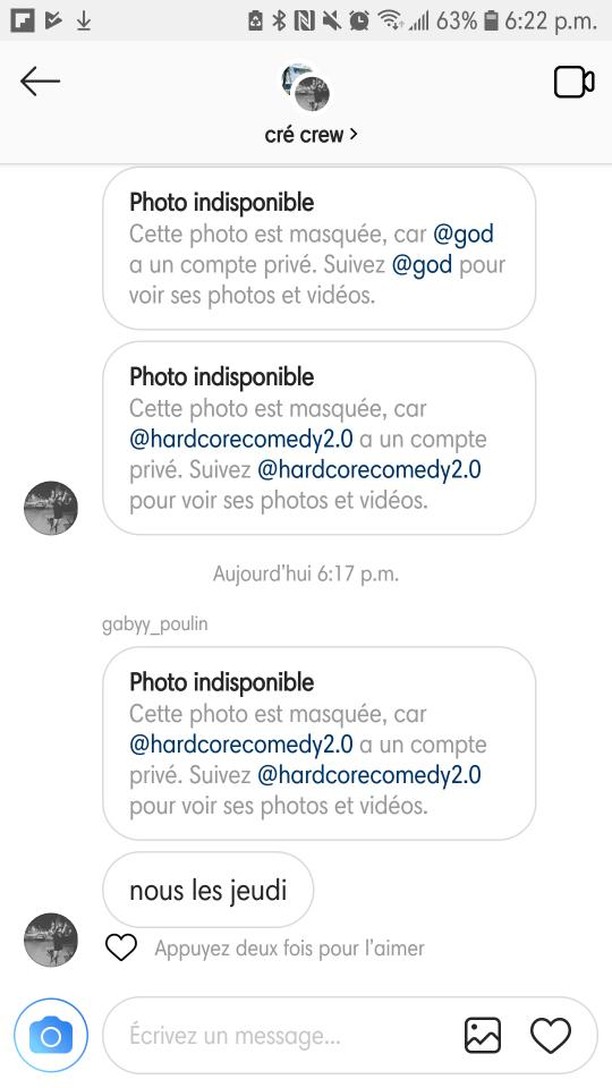 63% 6:22 p.m.
cré crew >
Photo indisponible
Cette photo est masquée, car @god
a un compte privé. Suivez @god pour
voir ses photos et vidéos.
Photo indisponible
Cette photo est masquée, car
@hardcorecomedy2.0 a un compte
privé. Suivez @hardcorecomedy2.0
pour voir ses photos et vidéos.
Aujourd'hui 6:17 p.m.
gabyy_poulin
Photo indisponible
Cette photo est masquée, car
@hardcorecomedy2.0 a un compte
privé. Suivez @hardcorecomedy2.0
pour voir ses photos et vidéos.
nous les jeudi
Appuyez deux fois pour l'aimer
Écrivez un message...